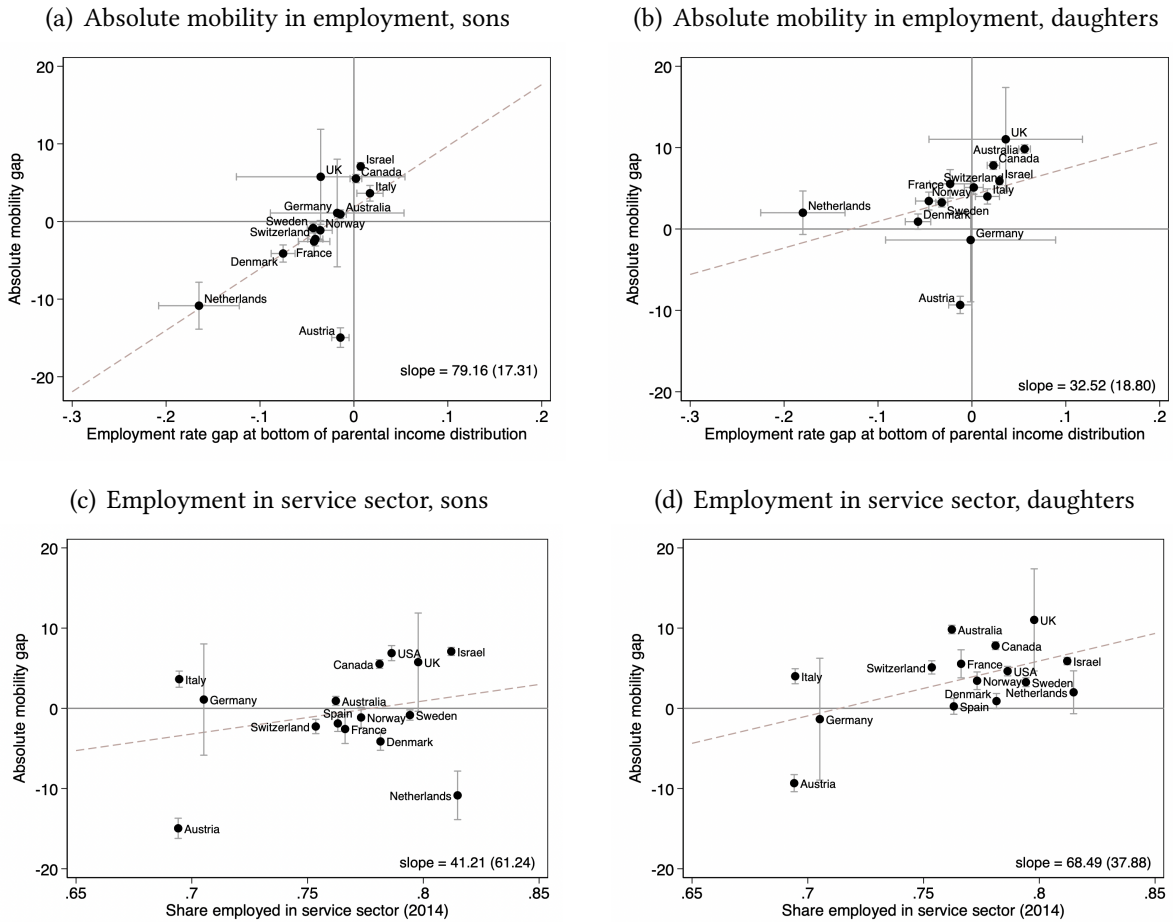 (a) Absolute mobility in employment, sons
Absolute mobility gap
20
10
0
-10
-20
UK
Israel
Canada
Italy
Germany
Australia
Sweden
Norway
Switzerland
France
Denmark
Netherlands
Austria
slope = 79.16 (17.31)
-.3 -.2 -.1 0 .1 .2
Employment rate gap at bottom of parental income distribution
(b) Absolute mobility in employment, daughters
Absolute mobility gap
20
10
0
-10
-20
UK
Australia
Canada
Switzerland
Israel
France
Norway
Italy
Netherlands
Sweden
Denmark
Germany
Austria
slope = 32.52 (18.80)
-.3 -.2 -.1 0 .1 .2
Employment rate gap at bottom of parental income distribution
(c) Employment in service sector, sons
Absolute mobility gap
20
10
0
-10
-20
Israel
USA
UK
Canada
Italy
Germany
Australia
Spain
Norway
Sweden
Switzerland
France
Denmark
Netherlands
Austria
slope = 41.21 (61.24)
.65 .7 .75 .8 .85
Share employed in service sector (2014)
(d) Employment in service sector, daughters
Absolute mobility gap
20
10
0
-10
-20
UK
Australia
Canada
France
Israel
Switzerland
USA
Italy
Norway
Sweden
Denmark
Netherlands
Spain
Germany
Austria
slope = 68.49 (37.88)
.65 .7 .75 .8 .85
Share employed in service sector (2014)